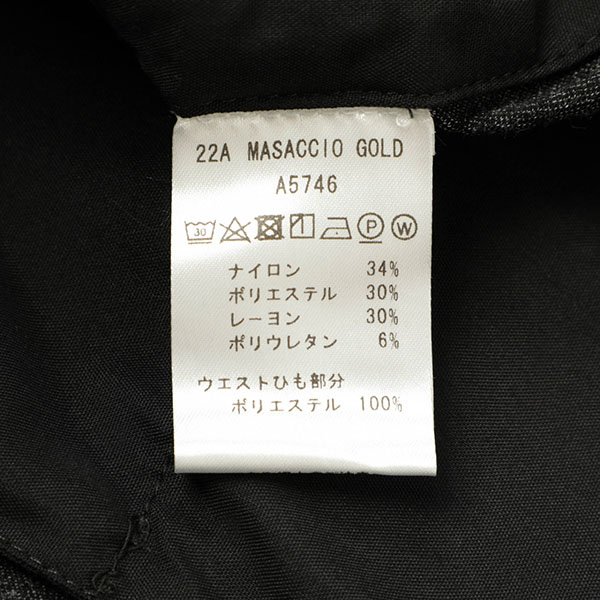 22A MASACCIO GOLD
A5746
30 P W
ナイロン 34%
ポリエステル 30%
レーヨン 30%
ポリウレタン 6%
ウエストひも部分
ポリエステル 100%